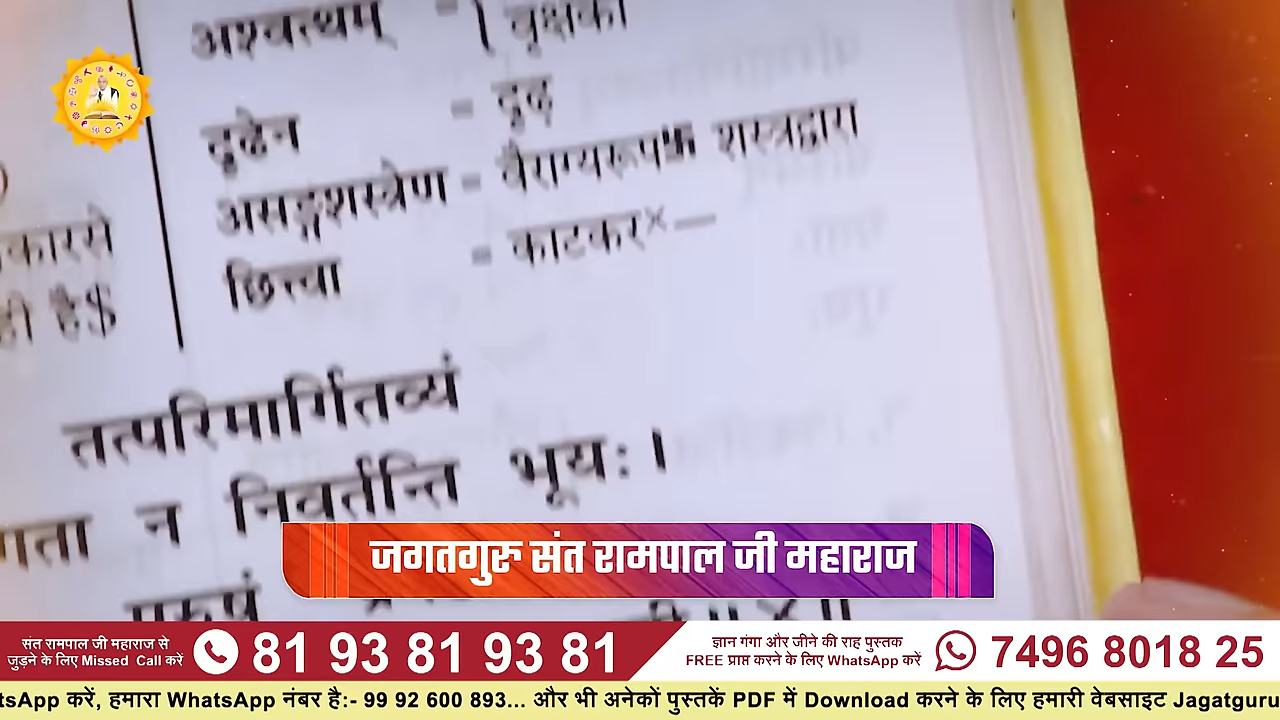 अश्वत्थम् = } वृक्षको
दृढेन = दृढ़
असङ्गशस्त्रेण = वैराग्यरूप शस्त्रद्वारा
छित्त्वा = काटकर×—
कारसे
ही है$
तत्परिमार्गितव्यं
गता न निवर्तन्ति भूयः।
जगतगुरु संत रामपाल जी महाराज
संत रामपाल जी महाराज से
जुड़ने के लिए Missed Call करें
81 93 81 93 81
ज्ञान गंगा और जीने की राह पुस्तक
FREE प्राप्त करने के लिए WhatsApp करें
7496 8018 25
tsApp करें, हमारा WhatsApp नंबर है:- 99 92 600 893... और भी अनेकों पुस्तकें PDF में Download करने के लिए हमारी वेबसाइट Jagatguru